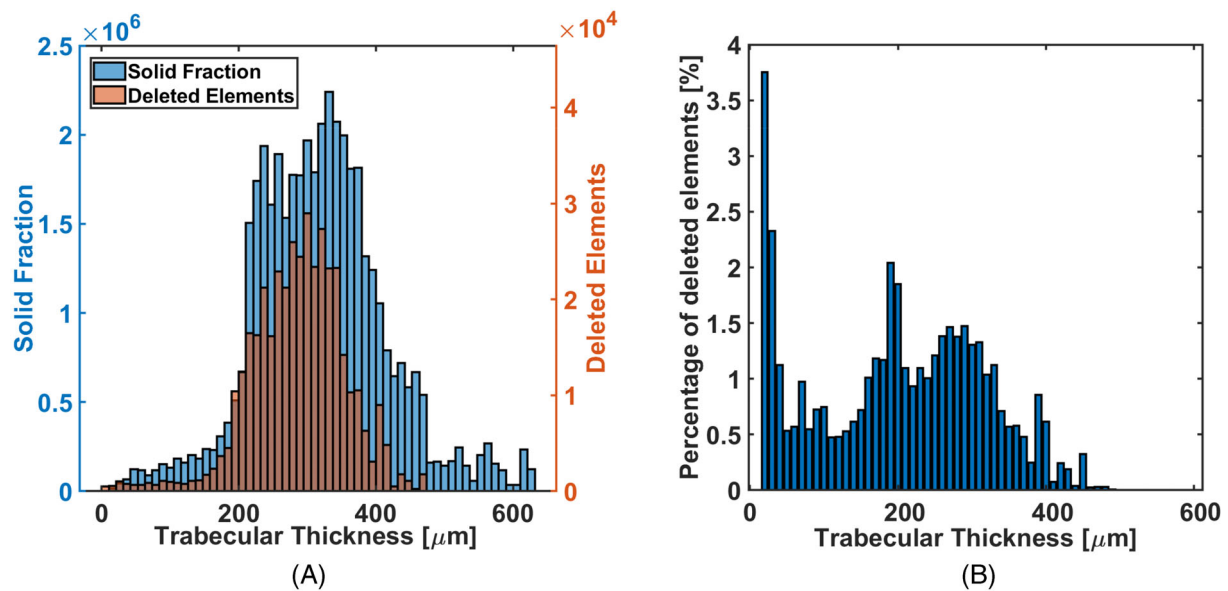 ×10^6
×10^4
2.5
2
1.5
1
0.5
0
Solid Fraction
Solid Fraction
Deleted Elements
4
3
2
1
0
Deleted Elements
0 200 400 600
Trabecular Thickness [μm]
(A)
4
3.5
3
2.5
2
1.5
1
0.5
0
Percentage of deleted elements [%]
0 200 400 600
Trabecular Thickness [μm]
(B)